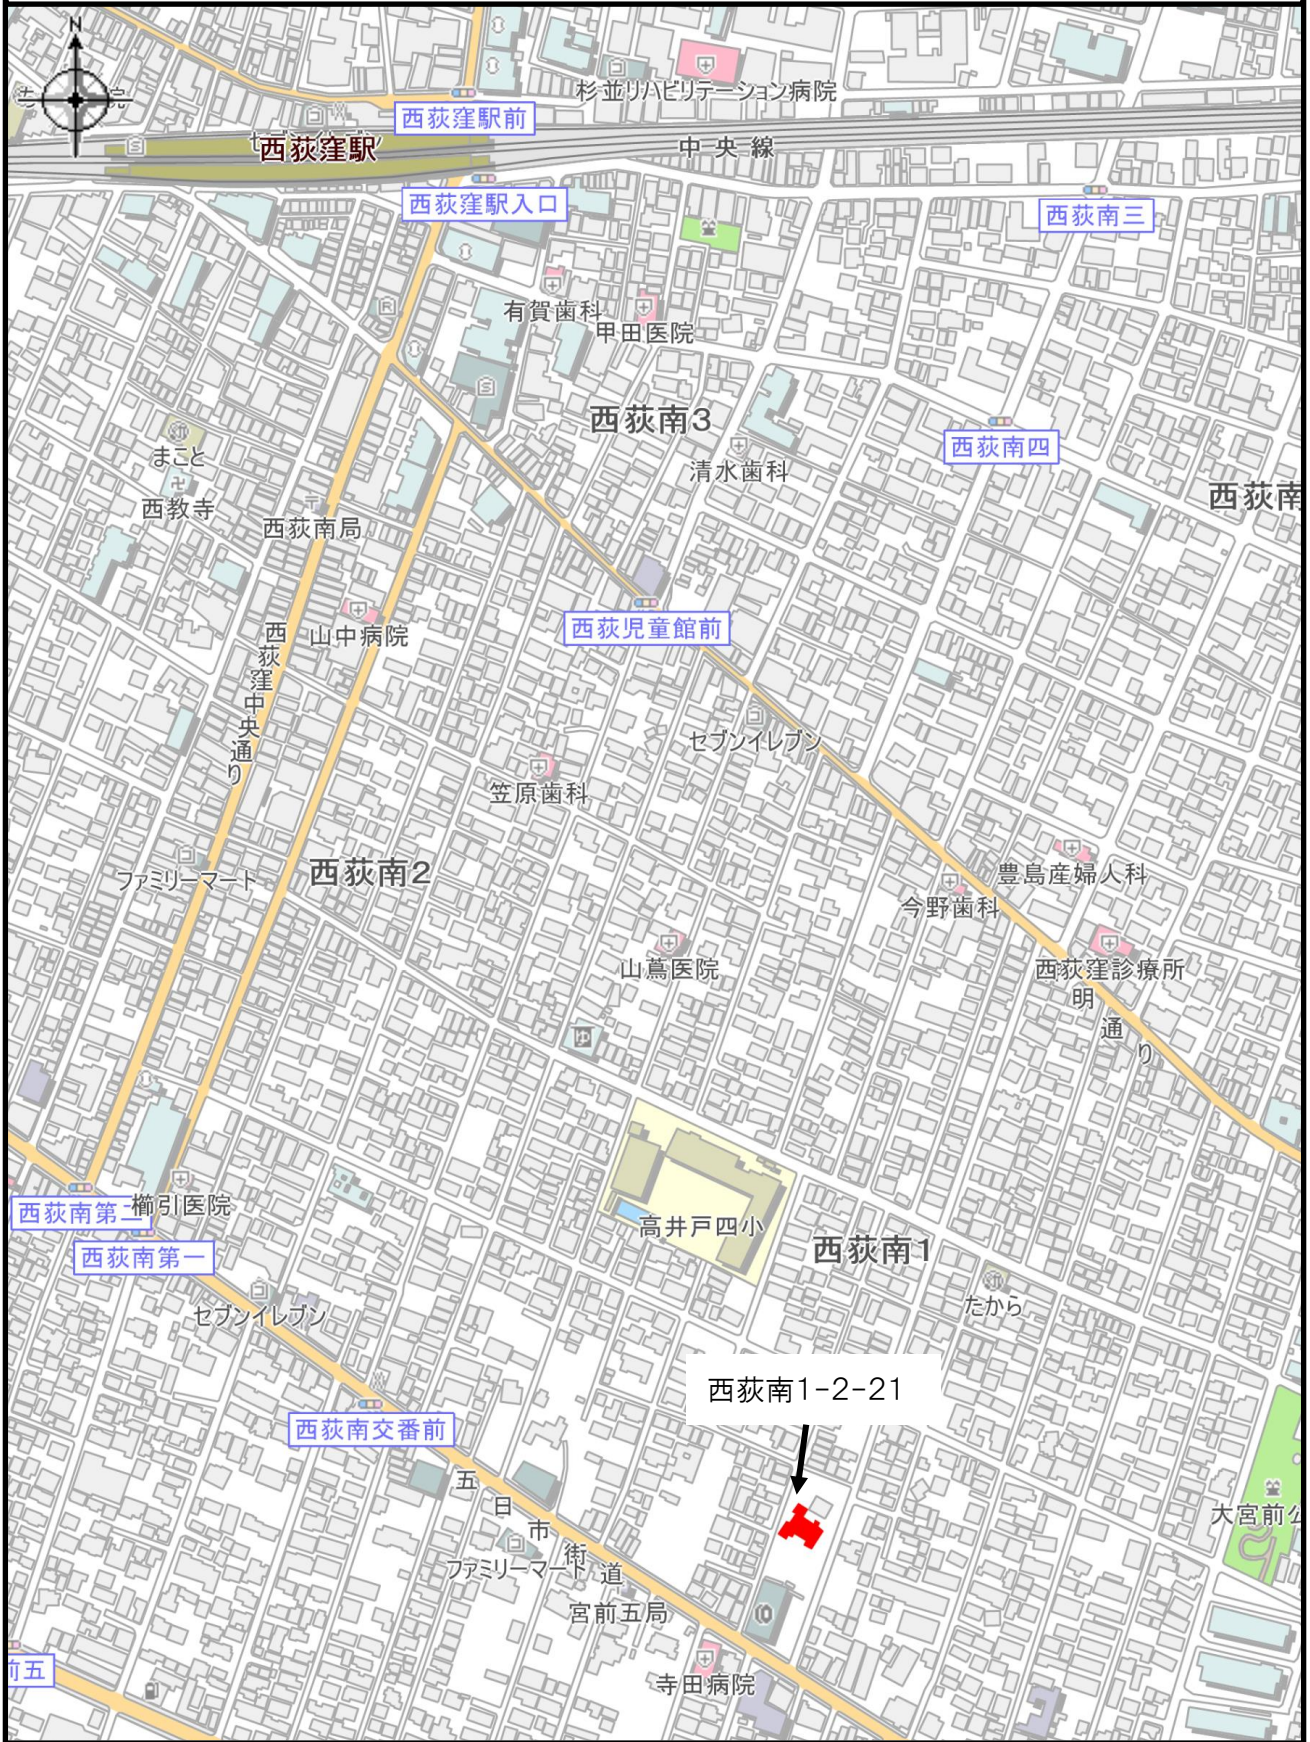 N
杉並リハビリテーション病院
西荻窪駅前
西荻窪駅
中央線
西荻窪駅入口
西荻南三
有賀歯科
甲田医院
西荻南3
西荻南四
まこと
清水歯科
西教寺
西荻南局
西荻南
西荻児童館前
山中病院
西荻窪中央通り
セブンイレブン
笠原歯科
ファミリーマート
西荻南2
豊島産婦人科
今野歯科
山蔦医院
西荻窪診療所
明通り
西荻南第二
櫛引医院
高井戸四小
西荻南第一
西荻南1
たから
セブンイレブン
西荻南1-2-21
西荻南交番前
五日市街道
大宮前公
ファミリーマート
宮前五局
前五
寺田病院